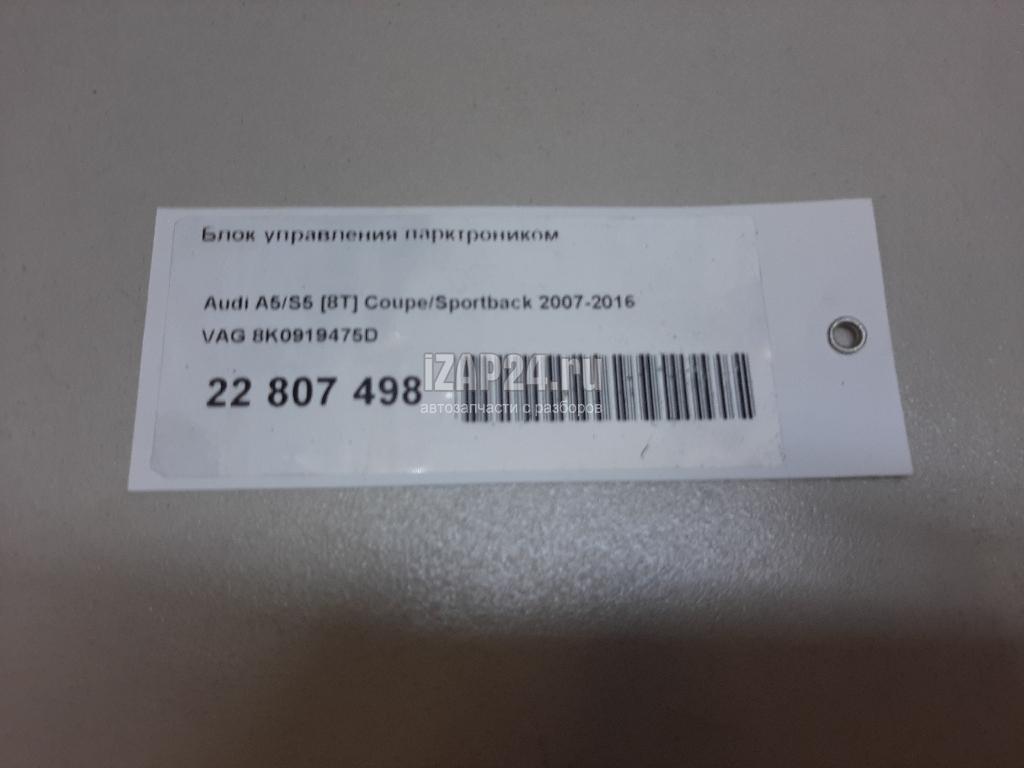 Блок управления парктроником
Audi A5/S5 [8T] Coupe/Sportback 2007-2016
VAG 8K0919475D
22 807 498
iZAP24.ru
автозапчасти с разборов